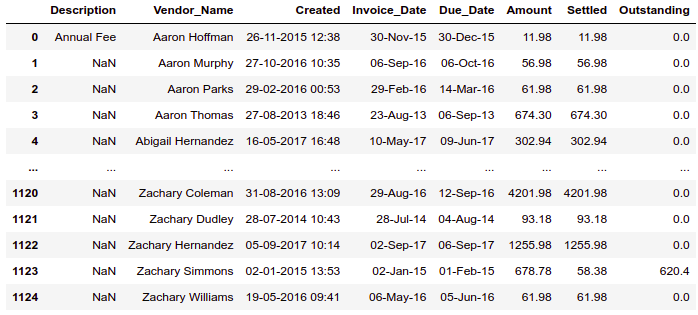 Description Vendor_Name Created Invoice_Date Due_Date Amount Settled Outstanding
0 Annual Fee Aaron Hoffman 26-11-2015 12:38 30-Nov-15 30-Dec-15 11.98 11.98 0.0
1 NaN Aaron Murphy 27-10-2016 10:35 06-Sep-16 06-Oct-16 56.98 56.98 0.0
2 NaN Aaron Parks 29-02-2016 00:53 29-Feb-16 14-Mar-16 61.98 61.98 0.0
3 NaN Aaron Thomas 27-08-2013 18:46 23-Aug-13 06-Sep-13 674.30 674.30 0.0
4 NaN Abigail Hernandez 16-05-2017 16:48 10-May-17 09-Jun-17 302.94 302.94 0.0
... ... ... ... ... ... ... ... ...
1120 NaN Zachary Coleman 31-08-2016 13:09 29-Aug-16 12-Sep-16 4201.98 4201.98 0.0
1121 NaN Zachary Dudley 28-07-2014 10:43 28-Jul-14 04-Aug-14 93.18 93.18 0.0
1122 NaN Zachary Hernandez 05-09-2017 10:14 02-Sep-17 06-Sep-17 1255.98 1255.98 0.0
1123 NaN Zachary Simmons 02-01-2015 13:53 02-Jan-15 01-Feb-15 678.78 58.38 620.4
1124 NaN Zachary Williams 19-05-2016 09:41 06-May-16 05-Jun-16 61.98 61.98 0.0